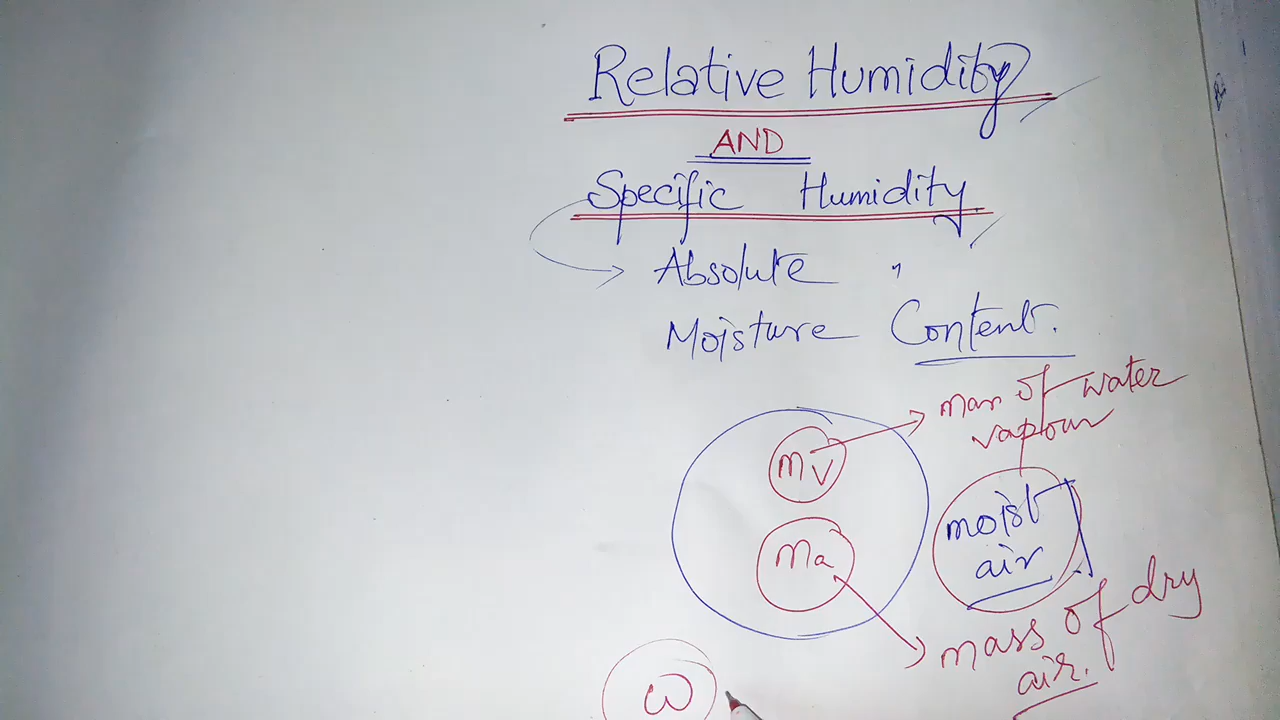 Relative Humidity
AND
Specific Humidity
Absolute "
Moisture Content.
mass of water
vapour
mv
moist
air
ma
mass of dry
air.
ω